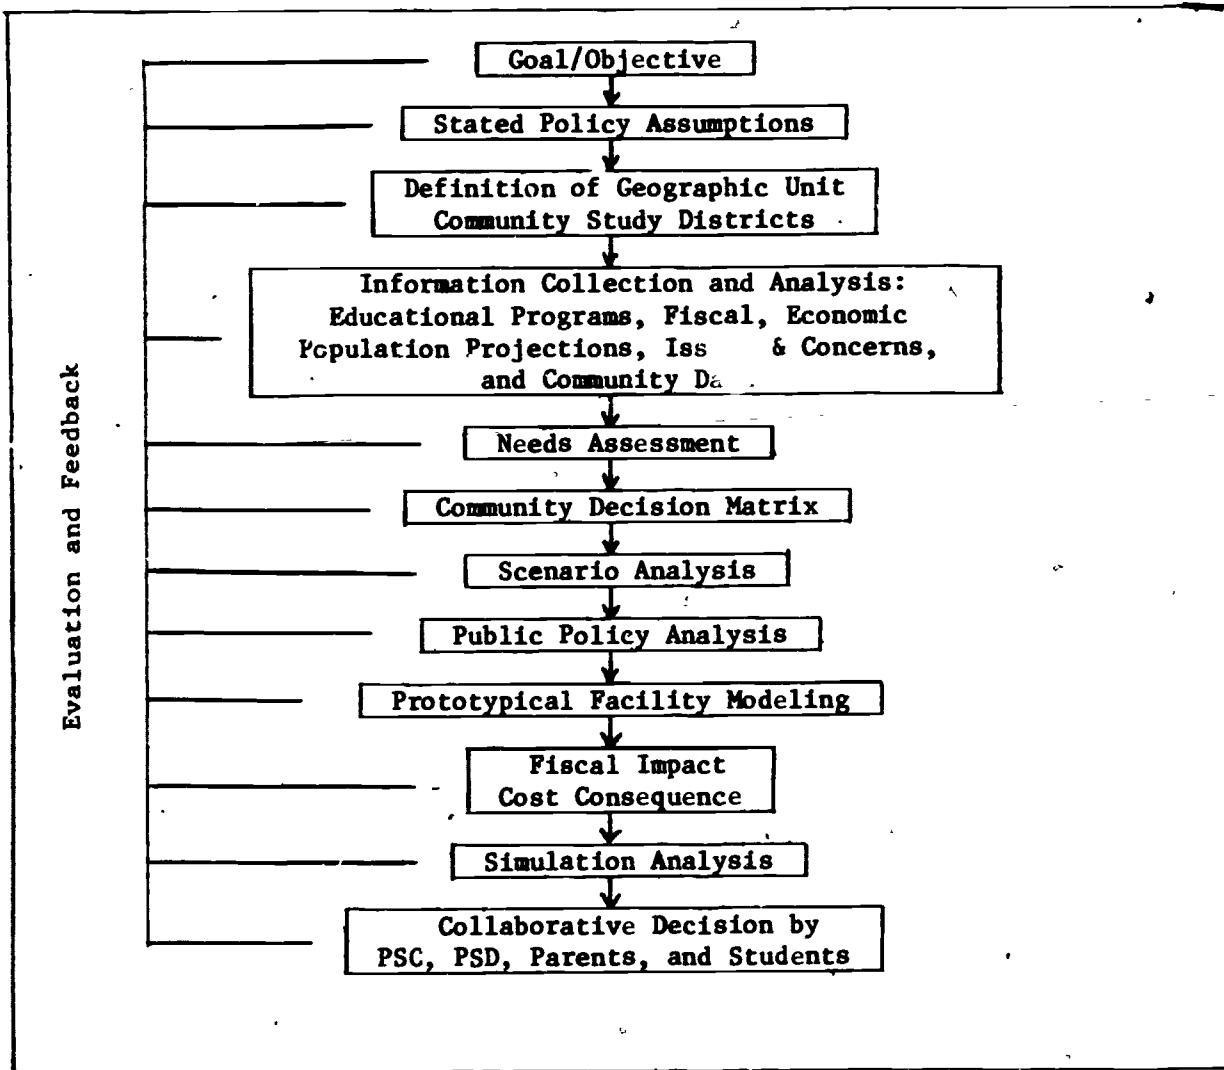 Goal/Objective
Stated Policy Assumptions
Definition of Geographic Unit
Community Study Districts
Information Collection and Analysis:
Educational Programs, Fiscal, Economic
Population Projections, & Concerns,
and Community
Needs Assessment
Community Decision Matrix
Scenario Analysis
Public Policy Analysis
Prototypical Facility Modeling
Fiscal Impact
Cost Consequence
Simulation Analysis
Collaborative Decision by
PSC, PSD, Parents, and Students
Evaluation and Feedback